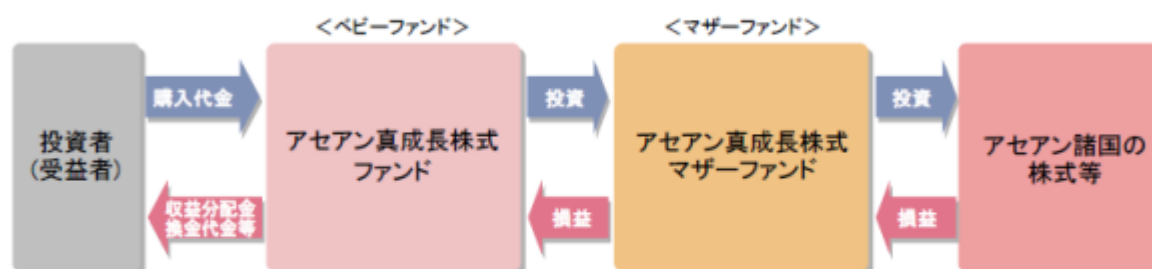 <ベビーファンド>
<マザーファンド>
投資者
(受益者)
購入代金
収益分配金
換金代金等
アセアン真成長株式
ファンド
投資
損益
アセアン真成長株式
マザーファンド
投資
損益
アセアン諸国の
株式等